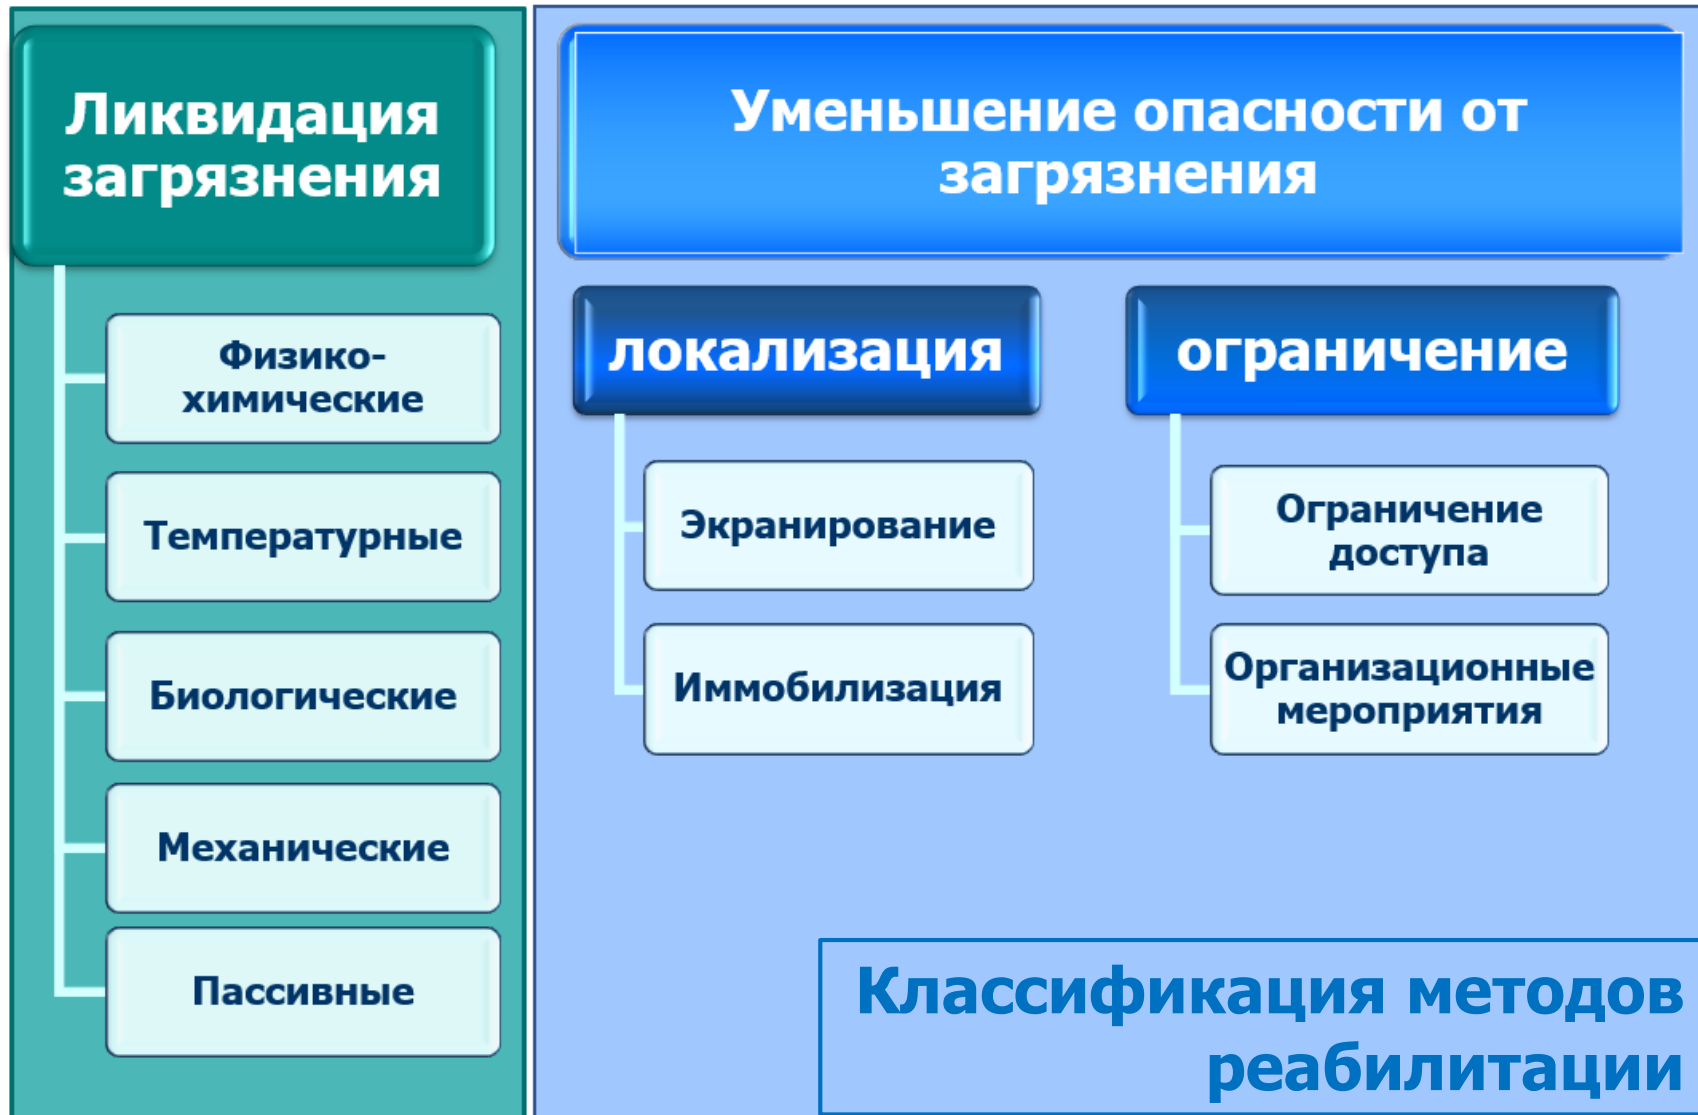 Ликвидация
загрязнения
Физико-
химические
Температурные
Биологические
Механические
Пассивные
Уменьшение опасности от
загрязнения
локализация
Экранирование
Иммобилизация
ограничение
Ограничение
доступа
Организационные
мероприятия
Классификация методов
реабилитации